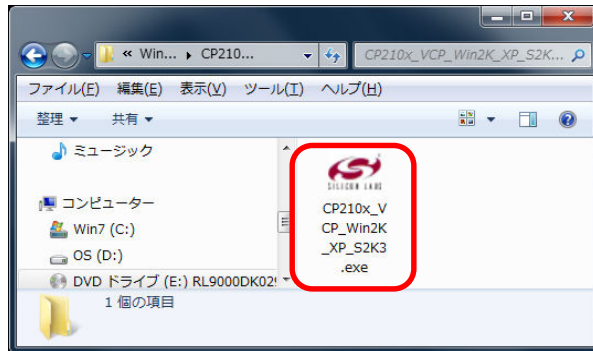 « Win... ▸ CP210...
CP210x_VCP_Win2K_XP_S2K...
ファイル(F) 編集(E) 表示(V) ツール(T) ヘルプ(H)
整理 ▼ 共有 ▼
ミュージック
コンピューター
Win7 (C:)
OS (D:)
DVD ドライブ (E:) RL9000DK02
SILICON LABS
CP210x_V
CP_Win2K
_XP_S2K3
.exe
1 個の項目